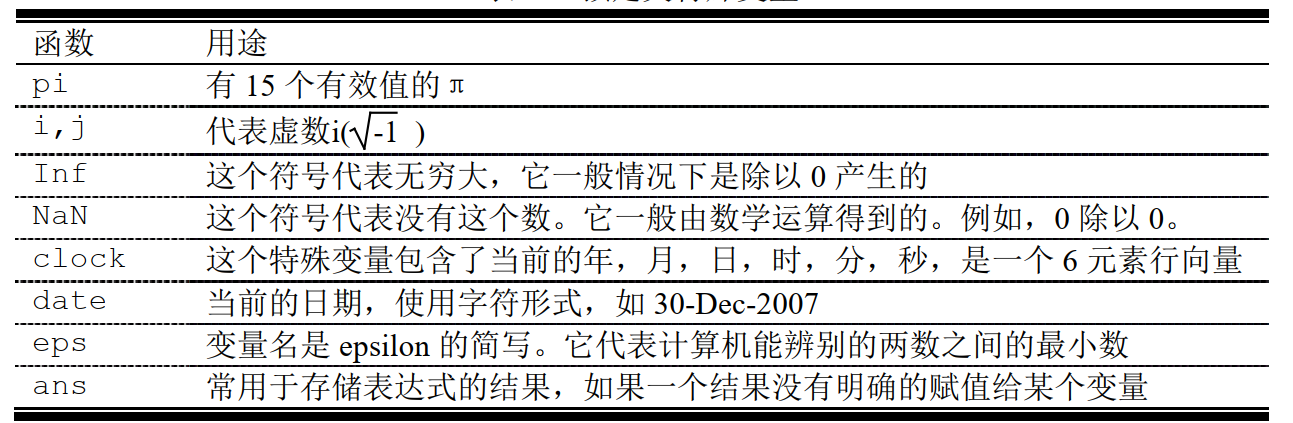 函数 用途
pi 有 15 个有效值的 π
i,j 代表虚数i(√-1 )
Inf 这个符号代表无穷大，它一般情况下是除以 0 产生的
NaN 这个符号代表没有这个数。它一般由数学运算得到的。例如，0 除以 0。
clock 这个特殊变量包含了当前的年，月，日，时，分，秒，是一个 6 元素行向量
date 当前的日期，使用字符形式，如 30-Dec-2007
eps 变量名是 epsilon 的简写。它代表计算机能辨别的两数之间的最小数
ans 常用于存储表达式的结果，如果一个结果没有明确的赋值给某个变量